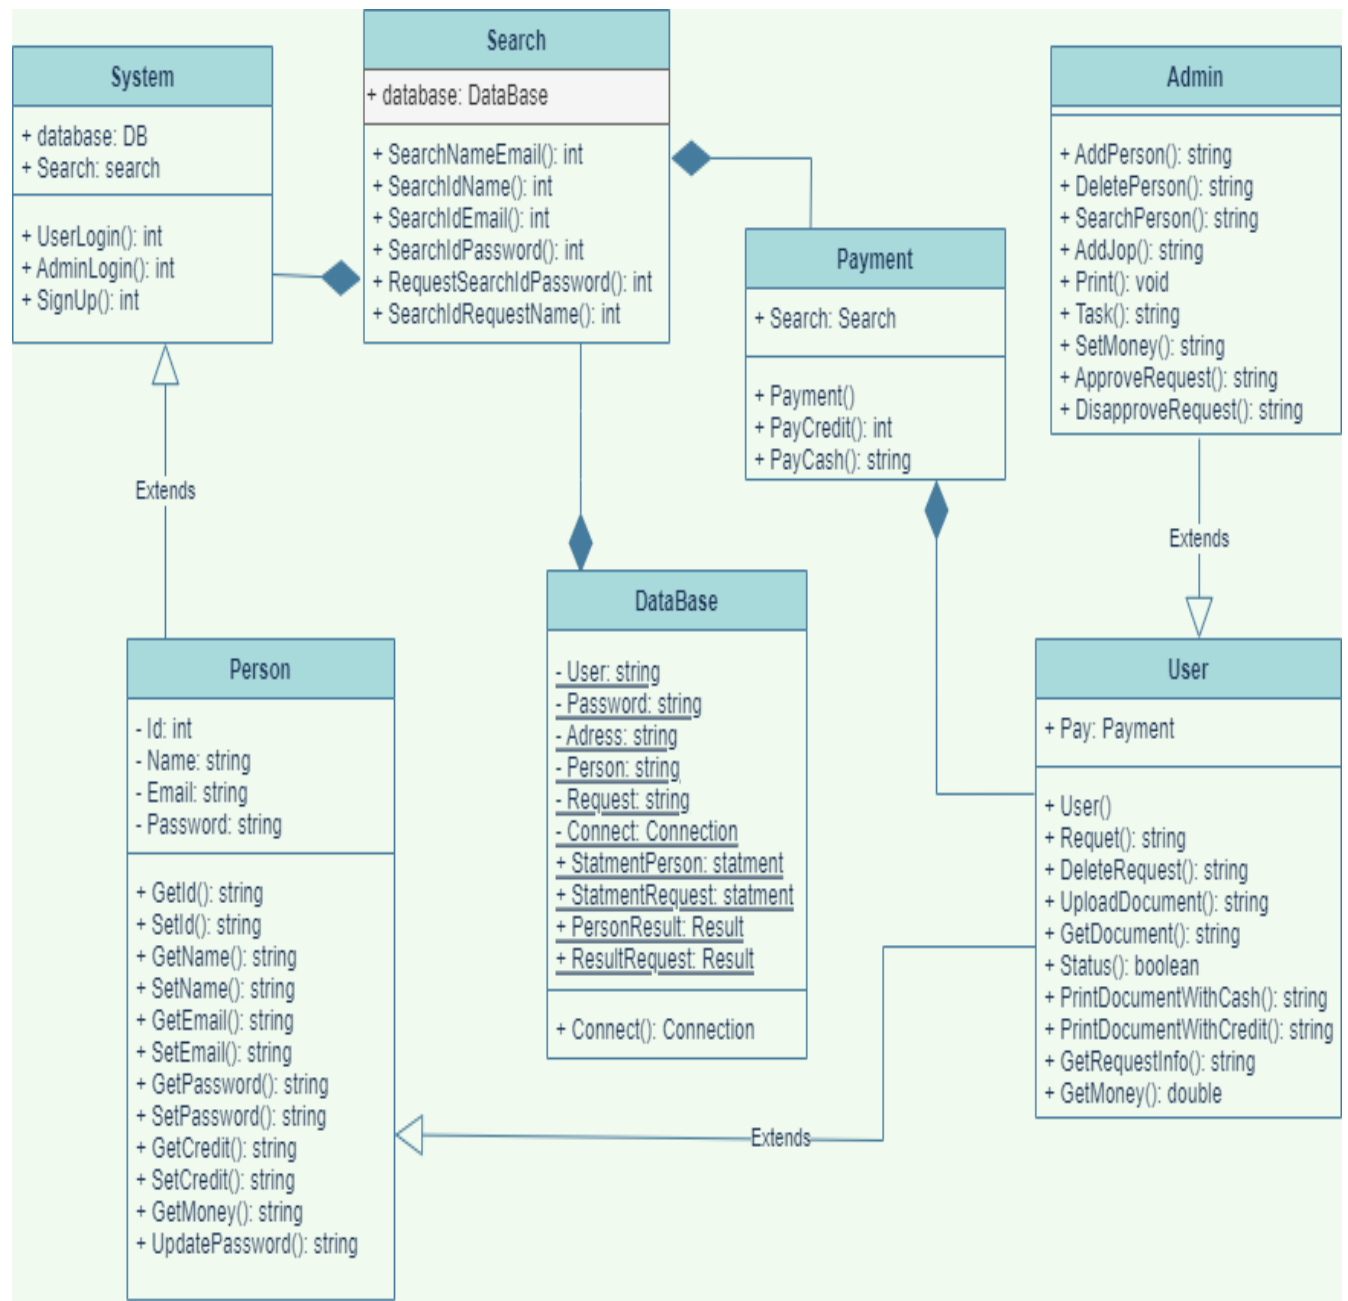 System
+ database: DB
+ Search: search
+ UserLogin(): int
+ AdminLogin(): int
+ SignUp(): int
Search
+ database: DataBase
+ SearchNameEmail(): int
+ SearchIdName(): int
+ SearchIdEmail(): int
+ SearchIdPassword(): int
+ RequestSearchIdPassword(): int
+ SearchIdRequestName(): int
Payment
+ Search: Search
+ Payment()
+ PayCredit(): int
+ PayCash(): string
Admin
+ AddPerson(): string
+ DeletePerson(): string
+ SearchPerson(): string
+ AddJop(): string
+ Print(): void
+ Task(): string
+ SetMoney(): string
+ ApproveRequest(): string
+ DisapproveRequest(): string
Extends
Extends
Person
- Id: int
- Name: string
- Email: string
- Password: string
+ GetId(): string
+ SetId(): string
+ GetName(): string
+ SetName(): string
+ GetEmail(): string
+ SetEmail(): string
+ GetPassword(): string
+ SetPassword(): string
+ GetCredit(): string
+ SetCredit(): string
+ GetMoney(): string
+ UpdatePassword(): string
DataBase
- User: string
- Password: string
- Adress: string
- Person: string
- Request: string
- Connect: Connection
+ StatmentPerson: statment
+ StatmentRequest: statment
+ PersonResult: Result
+ ResultRequest: Result
+ Connect(): Connection
User
+ Pay: Payment
+ User()
+ Requet(): string
+ DeleteRequest(): string
+ UploadDocument(): string
+ GetDocument(): string
+ Status(): boolean
+ PrintDocumentWithCash(): string
+ PrintDocumentWithCredit(): string
+ GetRequestInfo(): string
+ GetMoney(): double
Extends